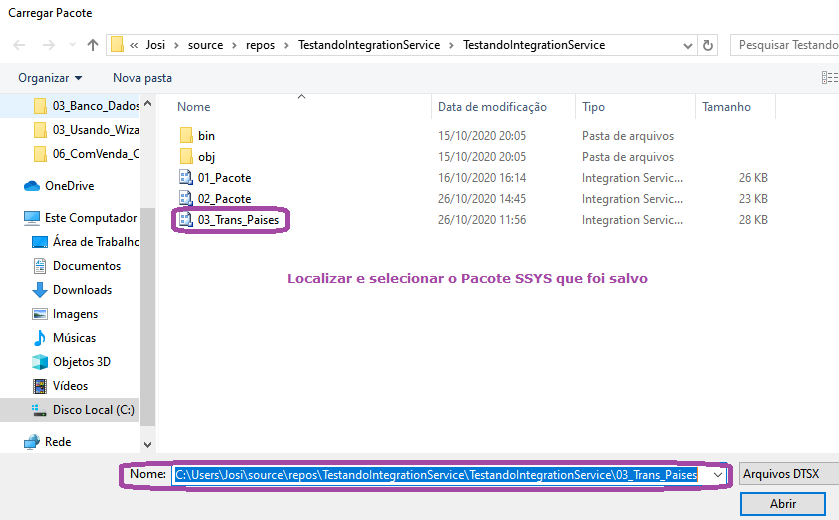 Carregar Pacote
« Josi > source > repos > TestandoIntegrationService > TestandoIntegrationService
Pesquisar Testando
Organizar
Nova pasta
03_Banco_Dados
03_Usando_Wiza
06_ComVenda_C
OneDrive
Este Computador
Área de Trabalho
Documentos
Downloads
Imagens
Músicas
Objetos 3D
Vídeos
Disco Local (C:)
Rede
Nome Data de modificação Tipo Tamanho
bin 15/10/2020 20:05 Pasta de arquivos
obj 15/10/2020 20:05 Pasta de arquivos
01_Pacote 16/10/2020 16:14 Integration Servic... 26 KB
02_Pacote 26/10/2020 14:45 Integration Servic... 23 KB
03_Trans_Paises 26/10/2020 11:56 Integration Servic... 28 KB
Localizar e selecionar o Pacote SSYS que foi salvo
Nome: C:\Users\Josi\source\repos\TestandoIntegrationService\TestandoIntegrationService\03_Trans_Paises
Arquivos DTSX
Abrir